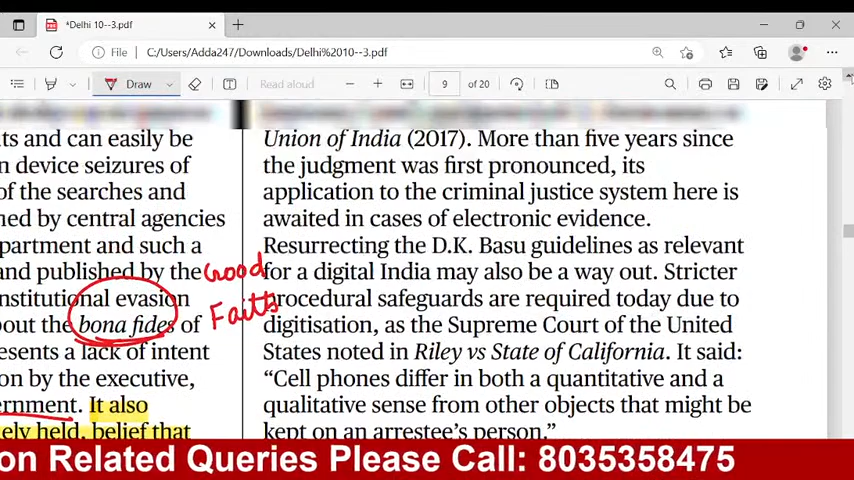 *Delhi 10--3.pdf
File
C:/Users/Adda247/Downloads/Delhi%2010--3.pdf
Draw
Read aloud
9
of 20
ts and can easily be
n device seizures of
of the searches and
ned by central agencies
partment and such a
and published by the
nstitutional evasion
bout the bona fides of
esents a lack of intent
on by the executive,
ernment. It also
ely held, belief that
Good
Faith
Union of India (2017). More than five years since
the judgment was first pronounced, its
application to the criminal justice system here is
awaited in cases of electronic evidence.
Resurrecting the D.K. Basu guidelines as relevant
for a digital India may also be a way out. Stricter
procedural safeguards are required today due to
digitisation, as the Supreme Court of the United
States noted in Riley vs State of California. It said:
“Cell phones differ in both a quantitative and a
qualitative sense from other objects that might be
kept on an arrestee’s person.”
on Related Queries Please Call: 8035358475